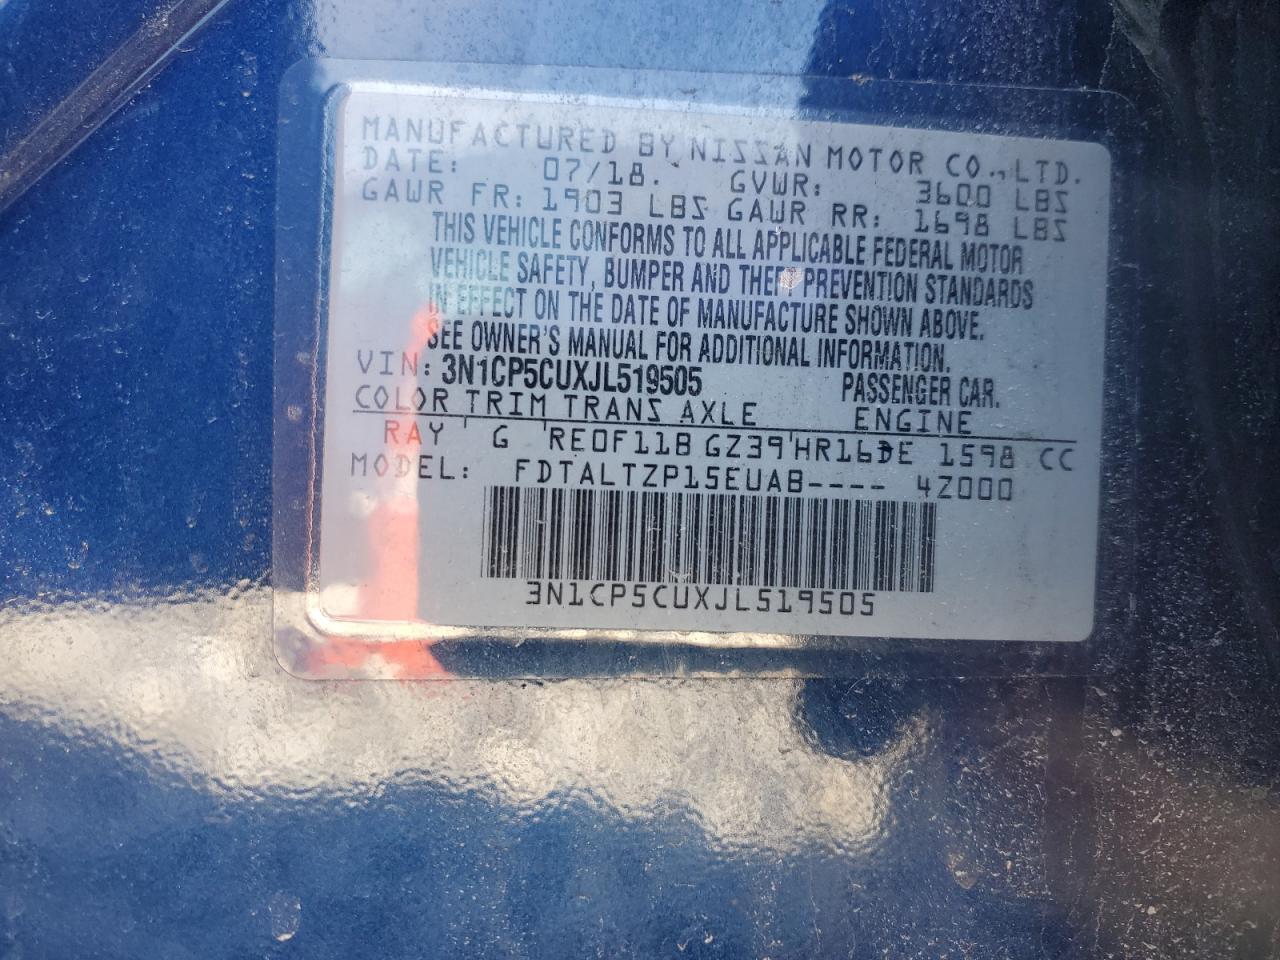 MANUFACTURED BY NISSAN MOTOR CO., LTD.
DATE: 07/18. GVWR: 3600 LBS
GAWR FR: 1903 LBS GAWR RR: 1698 LBS
THIS VEHICLE CONFORMS TO ALL APPLICABLE FEDERAL MOTOR
VEHICLE SAFETY, BUMPER AND THEFT PREVENTION STANDARDS
IN EFFECT ON THE DATE OF MANUFACTURE SHOWN ABOVE.
SEE OWNER'S MANUAL FOR ADDITIONAL INFORMATION.
VIN: 3N1CP5CUXJL519505 PASSENGER CAR.
COLOR TRIM TRANS AXLE ENGINE
RAY G RE0F11B GZ39 HR16DE 1598 CC
MODEL: FDTALTZP15EUAB---- 4Z000
3N1CP5CUXJL519505